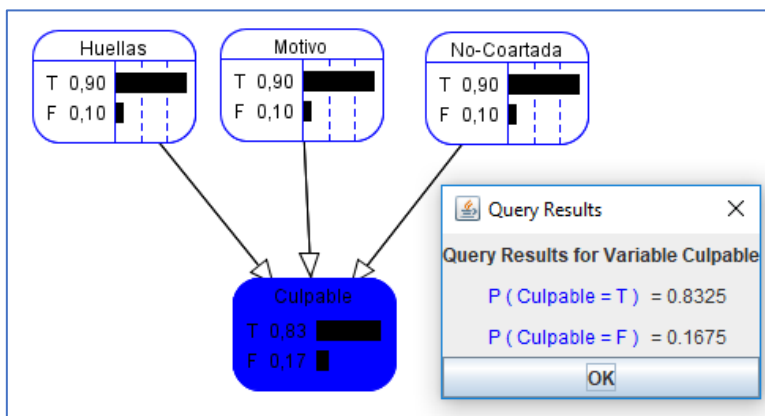 Huellas
T 0,90
F 0,10
Motivo
T 0,90
F 0,10
No-Coartada
T 0,90
F 0,10
Culpable
T 0,83
F 0,17
Query Results
Query Results for Variable Culpable
P ( Culpable = T ) = 0.8325
P ( Culpable = F ) = 0.1675
OK